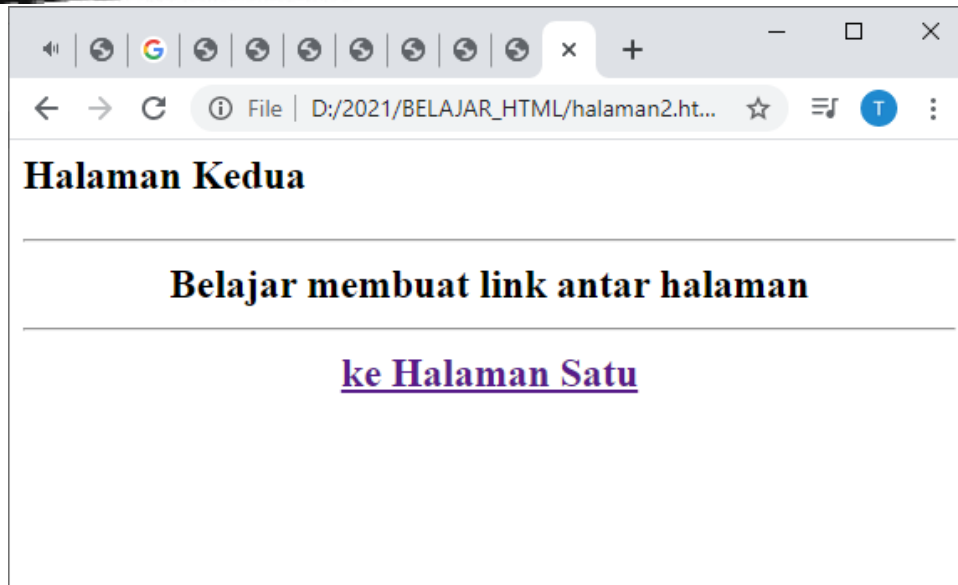 File | D:/2021/BELAJAR_HTML/halaman2.ht...
T
Halaman Kedua
Belajar membuat link antar halaman
ke Halaman Satu